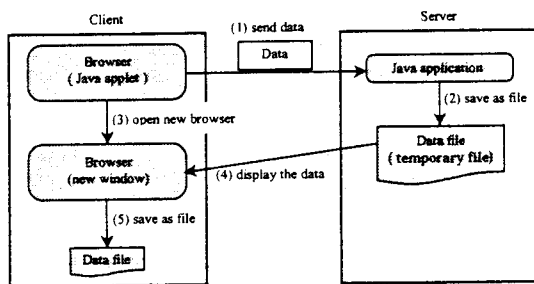 Client
Server
(1) send data
Data
Browser
( Java applet )
Java application
(2) save as file
(3) open new browser
Data file
( temporary file)
Browser
(new window)
(4) display the data
(5) save as file
Data file